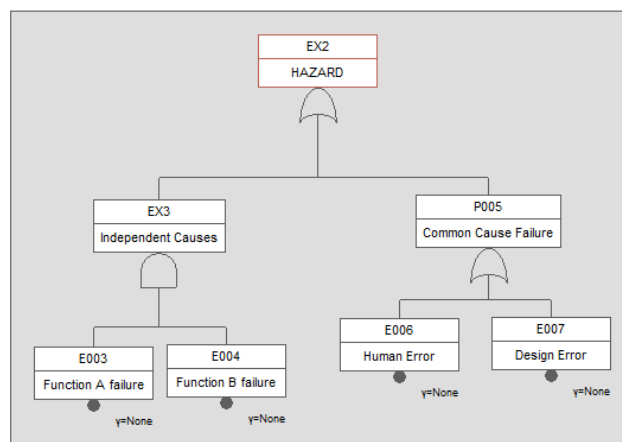 EX2
HAZARD
EX3
Independent Causes
P005
Common Cause Failure
E003
Function A failure
γ=None
E004
Function B failure
γ=None
E006
Human Error
γ=None
E007
Design Error
γ=None